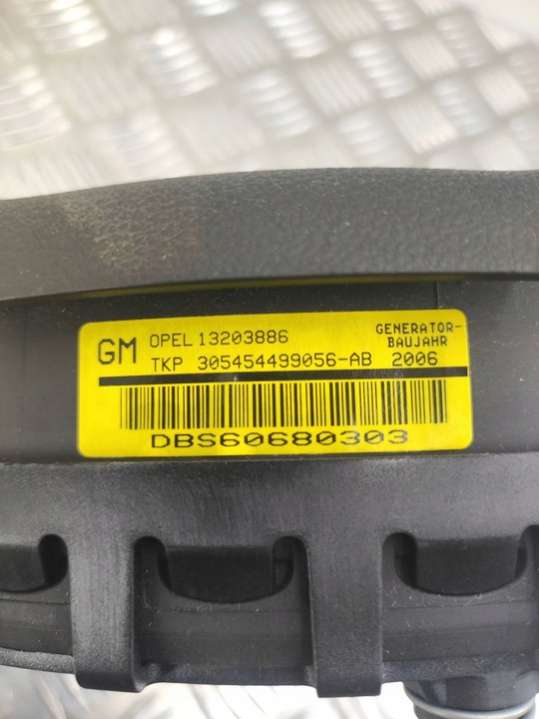 GM OPEL 13203886 GENERATOR-
BAUJAHR
TKP 305454499056-AB 2006
DBS60680303